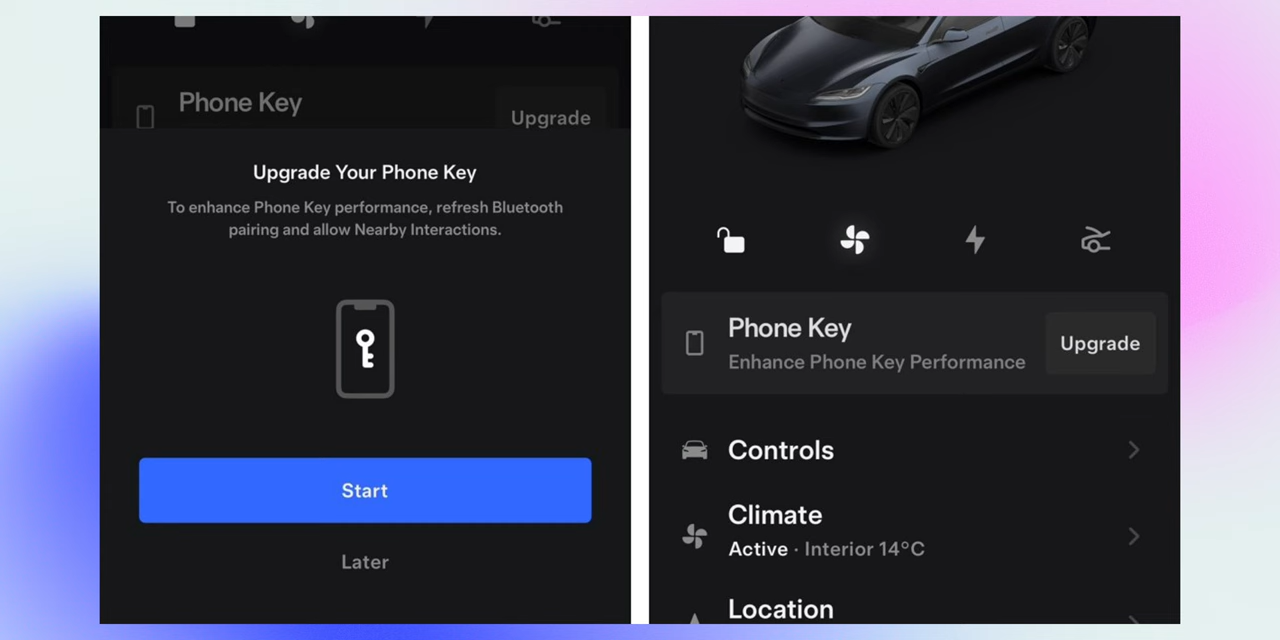 Phone Key
Upgrade
Upgrade Your Phone Key
To enhance Phone Key performance, refresh Bluetooth
pairing and allow Nearby Interactions.
Start
Later
Phone Key
Enhance Phone Key Performance
Upgrade
Controls
Climate
Active · Interior 14°C
Location